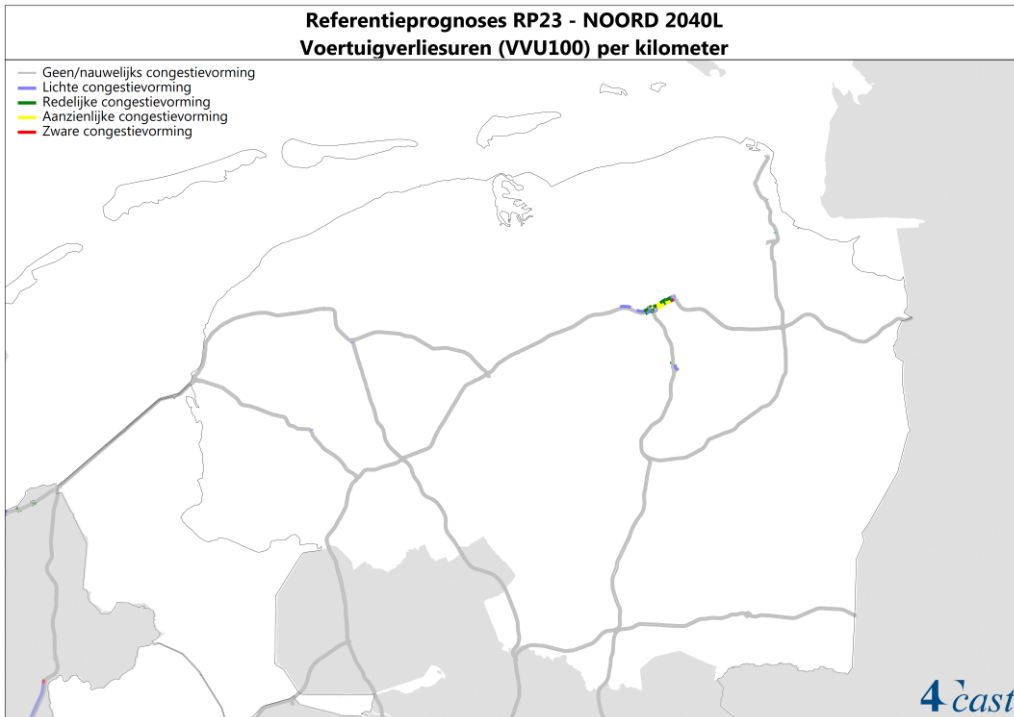 Referentieprognoses RP23 - NOORD 2040L
Voertuigverliesuren (VVU100) per kilometer
Geen/nauwelijks congestievorming
Lichte congestievorming
Redelijke congestievorming
Aanzienlijke congestievorming
Zware congestievorming
4cast